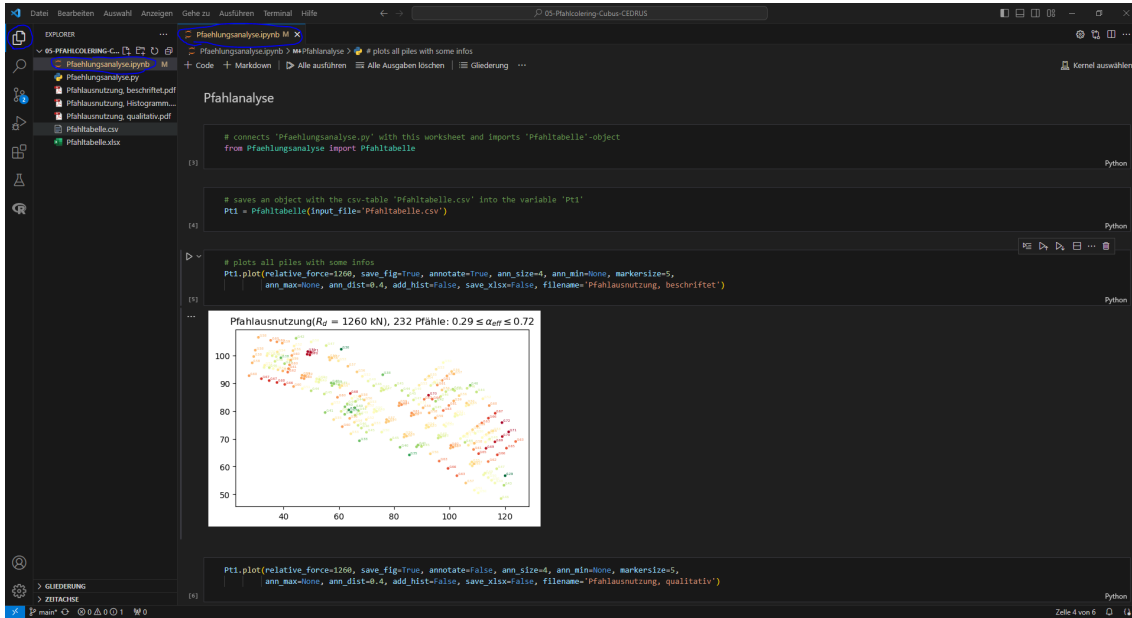 Datei Bearbeiten Auswahl Anzeigen Gehe zu Ausführen Terminal Hilfe
05-Pfahlcolering-Cubus-CEDRUS
EXPLORER
05-PFAHLCOLERING-C...
Pfaehlungsanalyse.ipynb M
Pfaehlungsanalyse.py
Pfahlausnutzung, beschriftet.pdf
Pfahlausnutzung, Histogramm....
Pfahlausnutzung, qualitativ.pdf
Pfahltabelle.csv
Pfahltabelle.xlsx
GLIEDERUNG
ZEITACHSE
Pfaehlungsanalyse.ipynb M
Pfaehlungsanalyse.ipynb > M↓Pfahlanalyse > # plots all piles with some infos
+ Code + Markdown | Alle ausführen Alle Ausgaben löschen | Gliederung ...
Kernel auswählen
Pfahlanalyse
# connects 'Pfaehlungsanalyse.py' with this worksheet and imports 'Pfahltabelle'-object
from Pfaehlungsanalyse import Pfahltabelle
[3]
Python
# saves an object with the csv-table 'Pfahltabelle.csv' into the variable 'Pt1'
Pt1 = Pfahltabelle(input_file='Pfahltabelle.csv')
[4]
Python
# plots all piles with some infos
Pt1.plot(relative_force=1260, save_fig=True, annotate=True, ann_size=4, ann_min=None, markersize=5,
ann_max=None, ann_dist=0.4, add_hist=False, save_xlsx=False, filename='Pfahlausnutzung, beschriftet')
[5]
Python
Pfahlausnutzung(R_d = 1260 kN), 232 Pfähle: 0.29 ≤ α_eff ≤ 0.72
100
90
80
70
60
50
40 60 80 100 120
Pt1.plot(relative_force=1260, save_fig=True, annotate=False, ann_size=4, ann_min=None, markersize=5,
ann_max=None, ann_dist=0.4, add_hist=False, save_xlsx=False, filename='Pfahlausnutzung, qualitativ')
[6]
Python
main* 0 0 1 0
Zelle 4 von 6